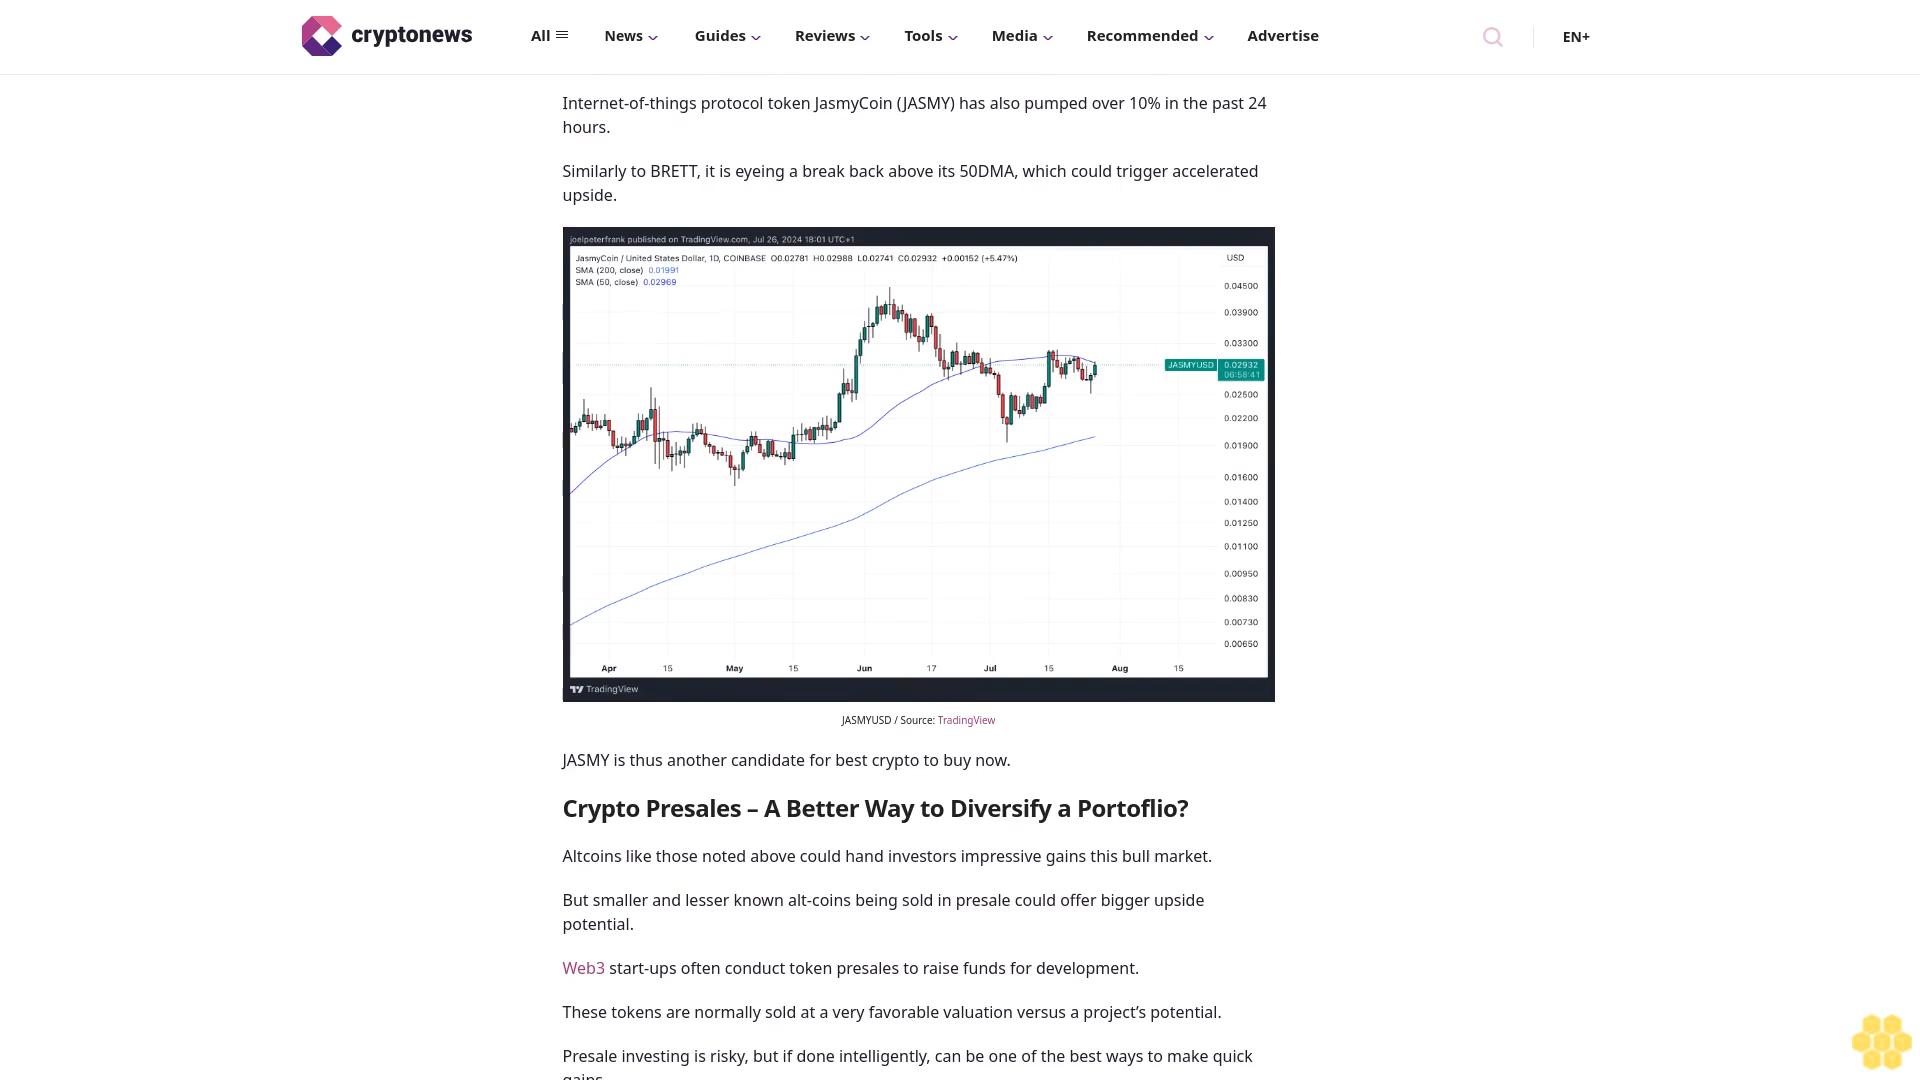 cryptonews
All News Guides Reviews Tools Media Recommended Advertise EN+
Internet-of-things protocol token JasmyCoin (JASMY) has also pumped over 10% in the past 24
hours.
Similarly to BRETT, it is eyeing a break back above its 50DMA, which could trigger accelerated
upside.
joelpeterfrank published on TradingView.com, Jul 26, 2024 18:01 UTC+1
JasmyCoin / United States Dollar, 1D, COINBASE O0.02781 H0.02988 L0.02741 C0.02932 +0.00152 (+5.47%)
USD
SMA (200, close) 0.01991
SMA (50, close) 0.02969
0.04500
0.03900
0.03300
JASMYUSD 0.02932
06:58:41
0.02500
0.02200
0.01900
0.01600
0.01400
0.01250
0.01100
0.00950
0.00830
0.00730
0.00650
Apr 15 May 15 Jun 17 Jul 15 Aug 15
TradingView
JASMYUSD / Source: TradingView
JASMY is thus another candidate for best crypto to buy now.
Crypto Presales – A Better Way to Diversify a Portoflio?
Altcoins like those noted above could hand investors impressive gains this bull market.
But smaller and lesser known alt-coins being sold in presale could offer bigger upside
potential.
Web3 start-ups often conduct token presales to raise funds for development.
These tokens are normally sold at a very favorable valuation versus a project’s potential.
Presale investing is risky, but if done intelligently, can be one of the best ways to make quick
gains.